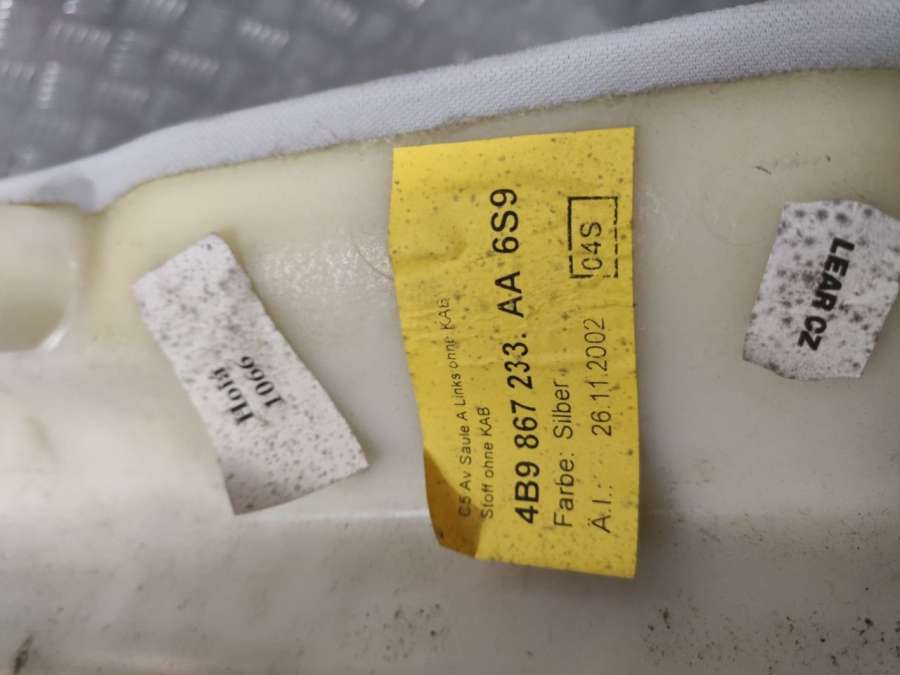 C5 Av Säule A Links ohne KAB
Stoff ohne KAB
4B9 867 233. AA 6S9
Farbe: Silber
A.I.: 26.11.2002
04S
Hola
1066
LEAR CZ